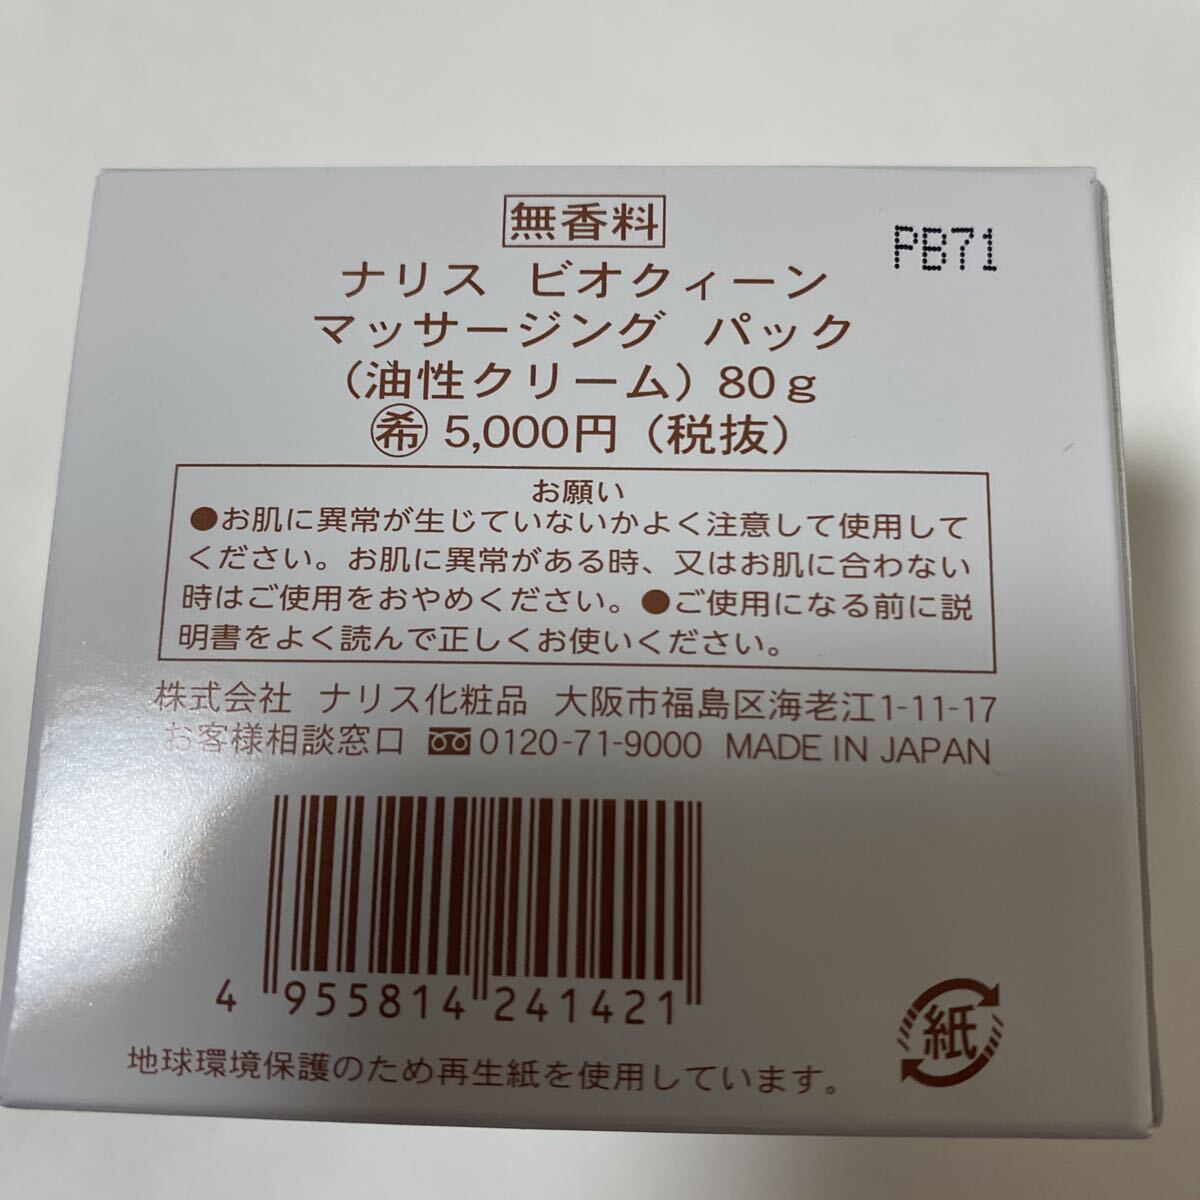 無香料
PB71
ナリス ビオクィーン
マッサージング パック
（油性クリーム）80g
希 5,000円（税抜）
お願い
●お肌に異常が生じていないかよく注意して使用して
ください。お肌に異常がある時、又はお肌に合わない
時はご使用をおやめください。●ご使用になる前に説
明書をよく読んで正しくお使いください。
株式会社 ナリス化粧品 大阪市福島区海老江1-11-17
お客様相談窓口 0120-71-9000 MADE IN JAPAN
4 955814 241421
紙
地球環境保護のため再生紙を使用しています。